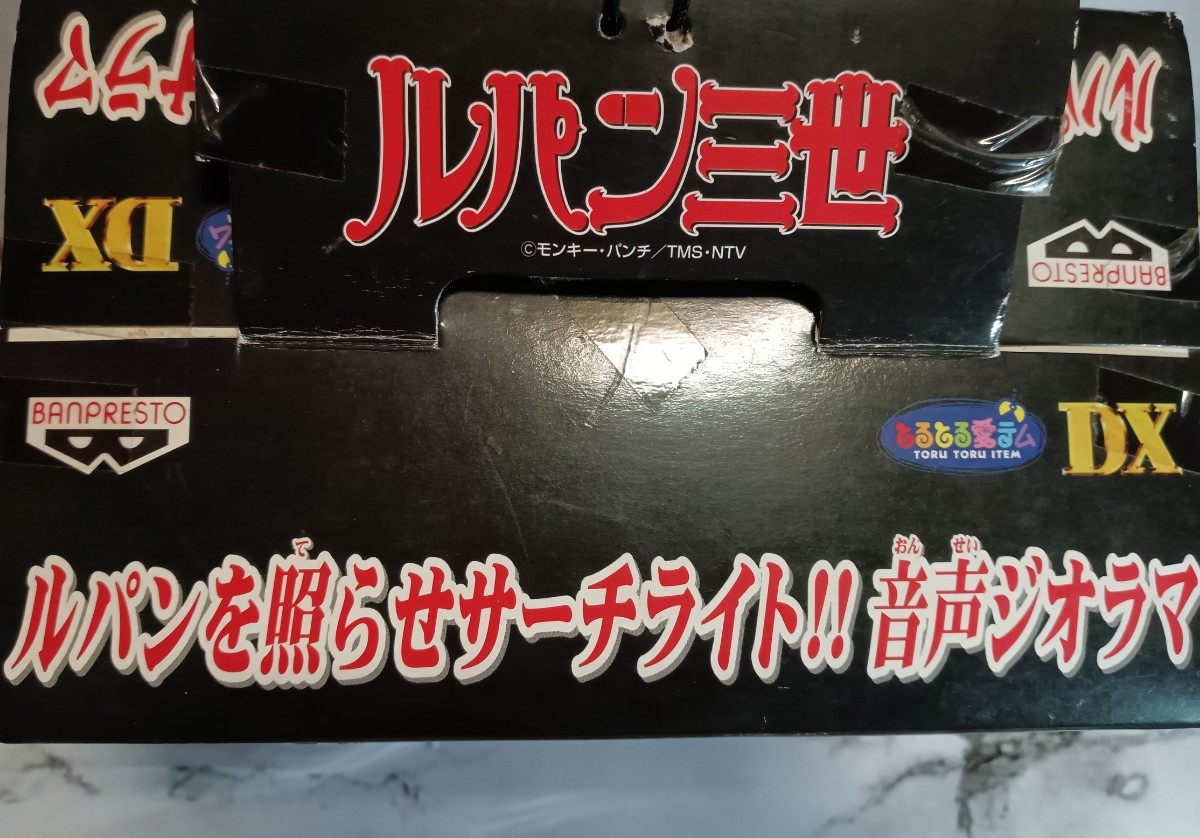 ルパン三世
©モンキー・パンチ/TMS・NTV
DX
BANPRESTO
BANPRESTO
とるとる愛テム
TORU TORU ITEM
DX
ルパンを照らせサーチライト!! 音声ジオラマ
て
おん せい